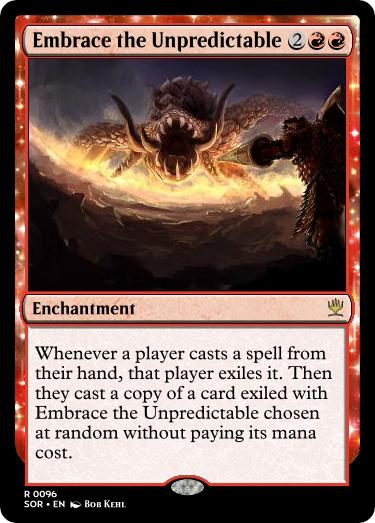 Embrace the Unpredictable 2
Enchantment
Whenever a player casts a spell from
their hand, that player exiles it. Then
they cast a copy of a card exiled with
Embrace the Unpredictable chosen
at random without paying its mana
cost.
R 0096
SOR • EN Bob Kehl